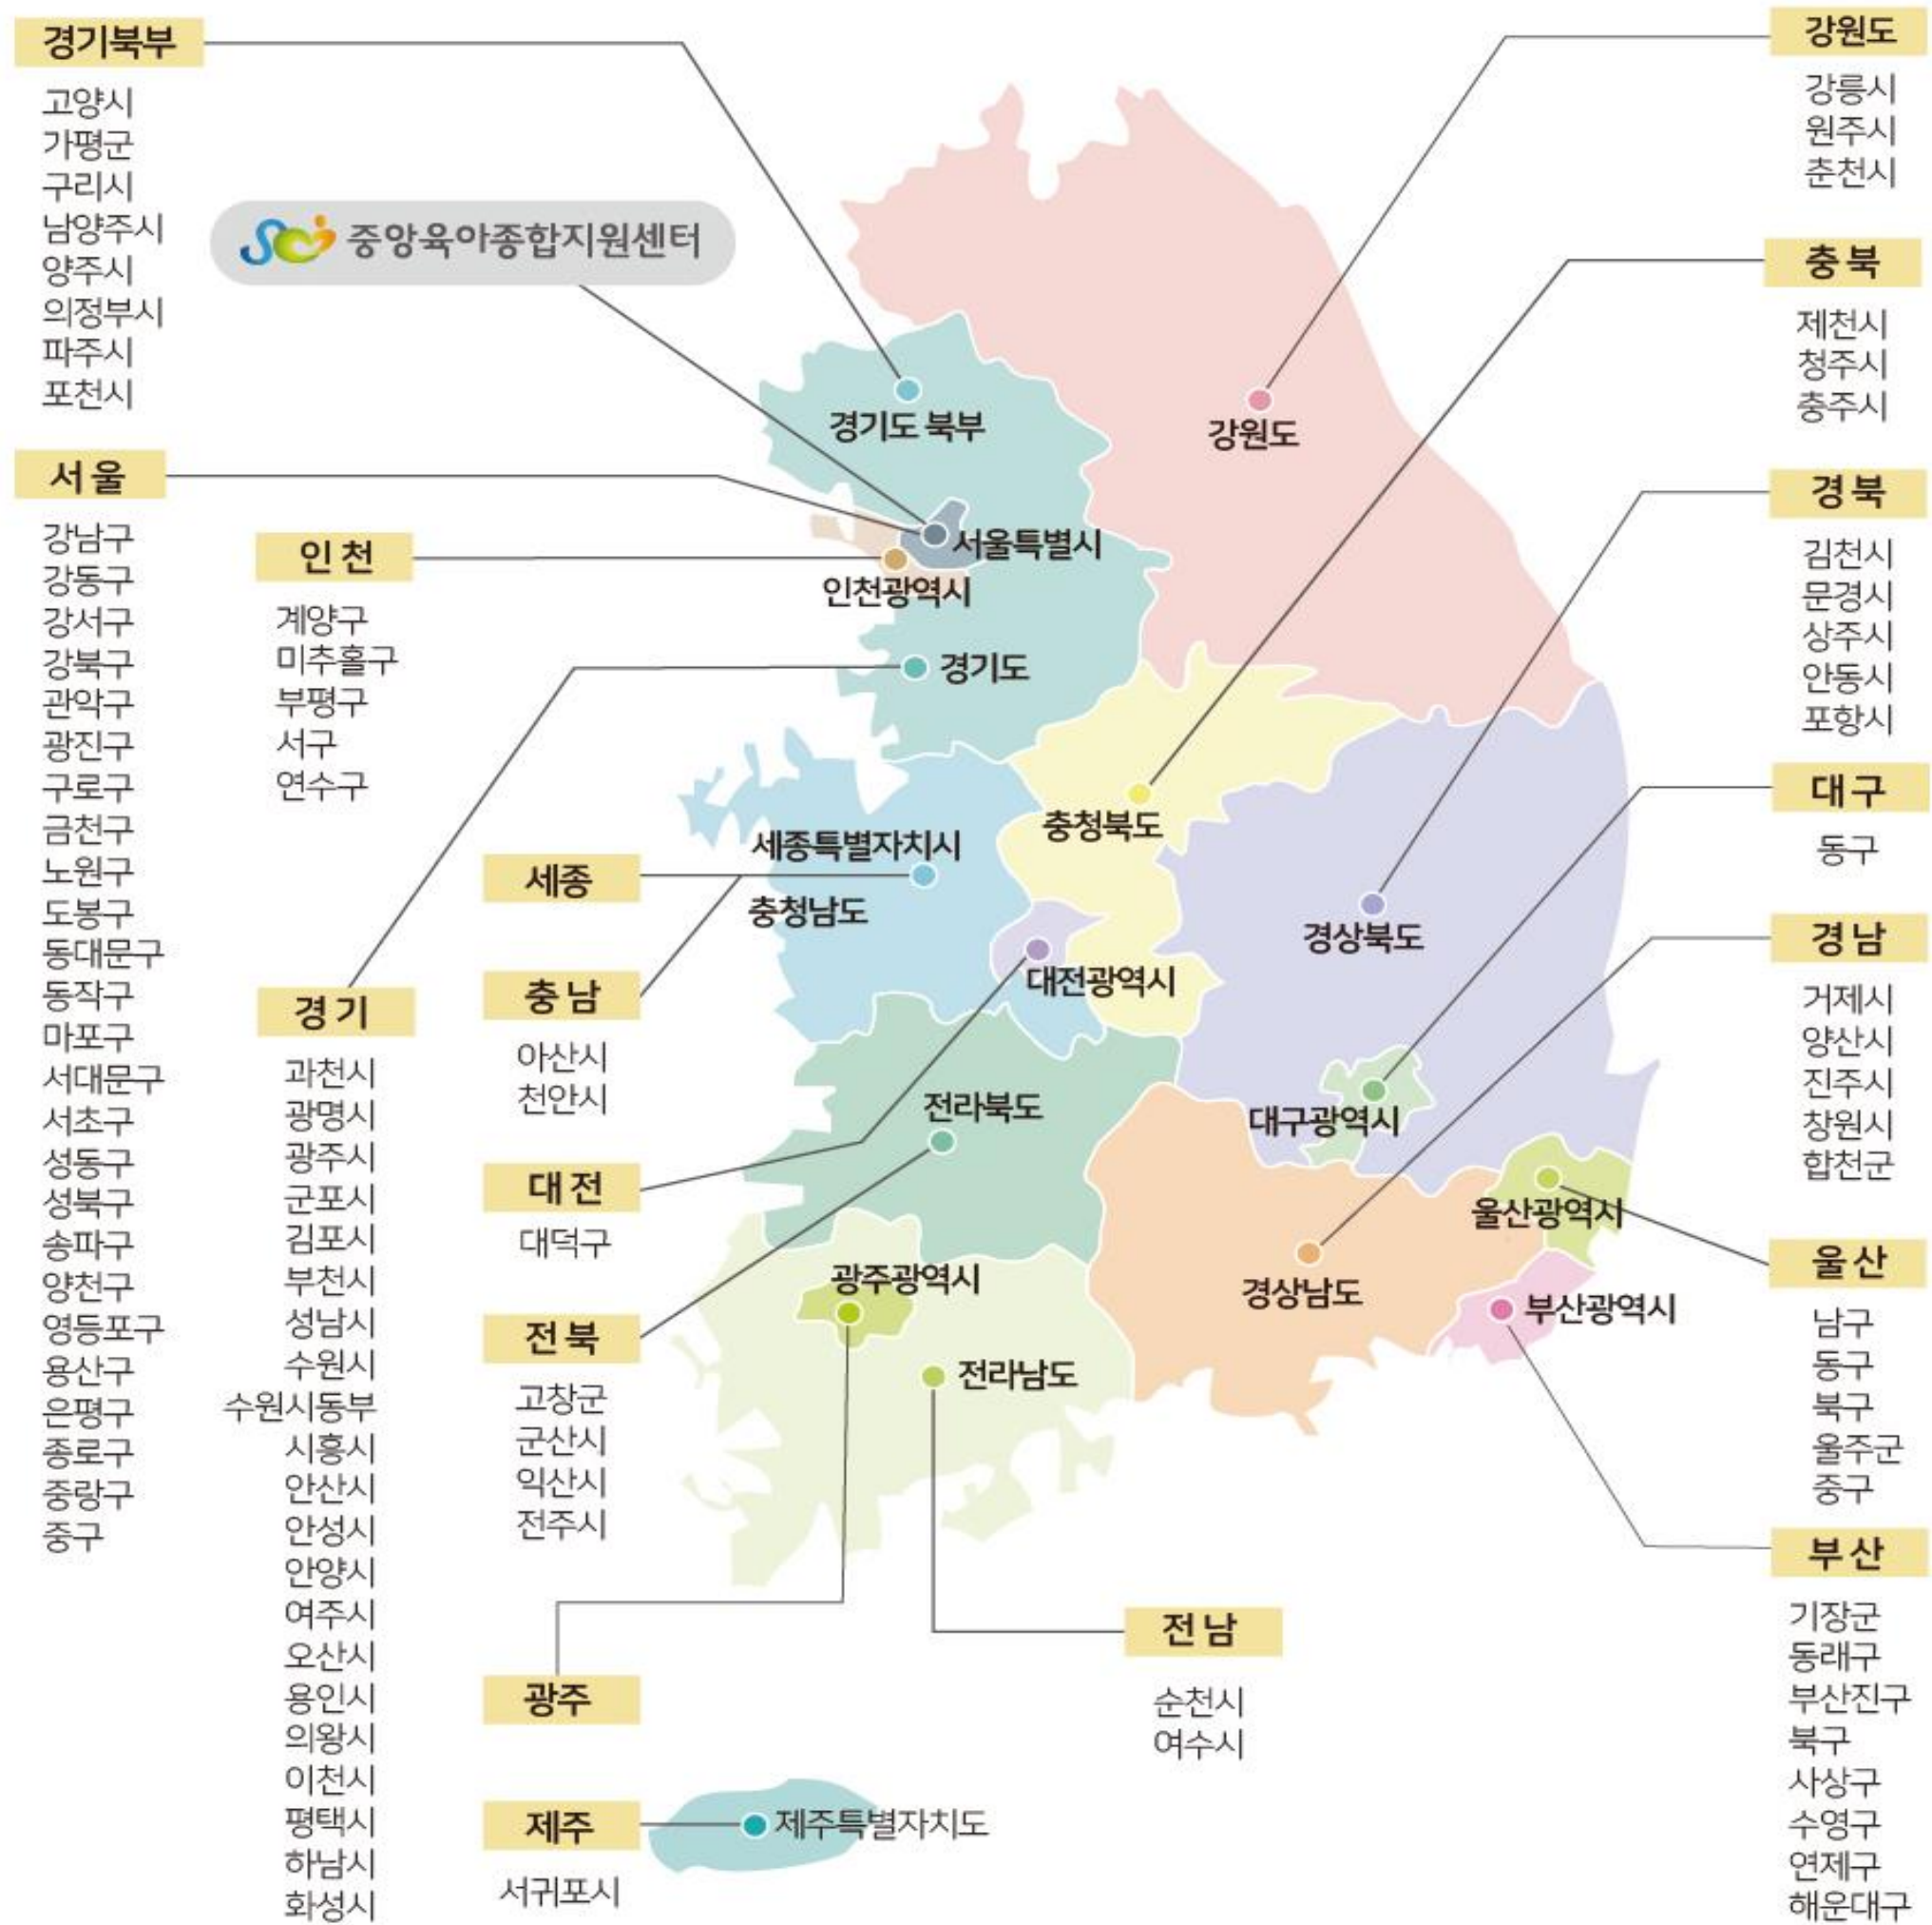 경기북부
고양시
가평군
구리시
남양주시
양주시
의정부시
파주시
포천시
중앙육아종합지원센터
서울
강남구
강동구
강서구
강북구
관악구
광진구
구로구
금천구
노원구
도봉구
동대문구
동작구
마포구
서대문구
서초구
성동구
성북구
송파구
양천구
영등포구
용산구
은평구
종로구
중랑구
중구
인천
계양구
미추홀구
부평구
서구
연수구
경기
과천시
광명시
광주시
군포시
김포시
부천시
성남시
수원시
수원시동부
시흥시
안산시
안성시
안양시
여주시
오산시
용인시
의왕시
이천시
평택시
하남시
화성시
세종
충남
아산시
천안시
대전
대덕구
전북
고창군
군산시
익산시
전주시
광주
제주
서귀포시
경기도 북부
강원도
서울특별시
인천광역시
경기도
충청북도
세종특별자치시
충청남도
대전광역시
경상북도
전라북도
대구광역시
울산광역시
광주광역시
경상남도
부산광역시
전라남도
제주특별자치도
전남
순천시
여수시
강원도
강릉시
원주시
춘천시
충북
제천시
청주시
충주시
경북
김천시
문경시
상주시
안동시
포항시
대구
동구
경남
거제시
양산시
진주시
창원시
합천군
울산
남구
동구
북구
울주군
중구
부산
기장군
동래구
부산진구
북구
사상구
수영구
연제구
해운대구